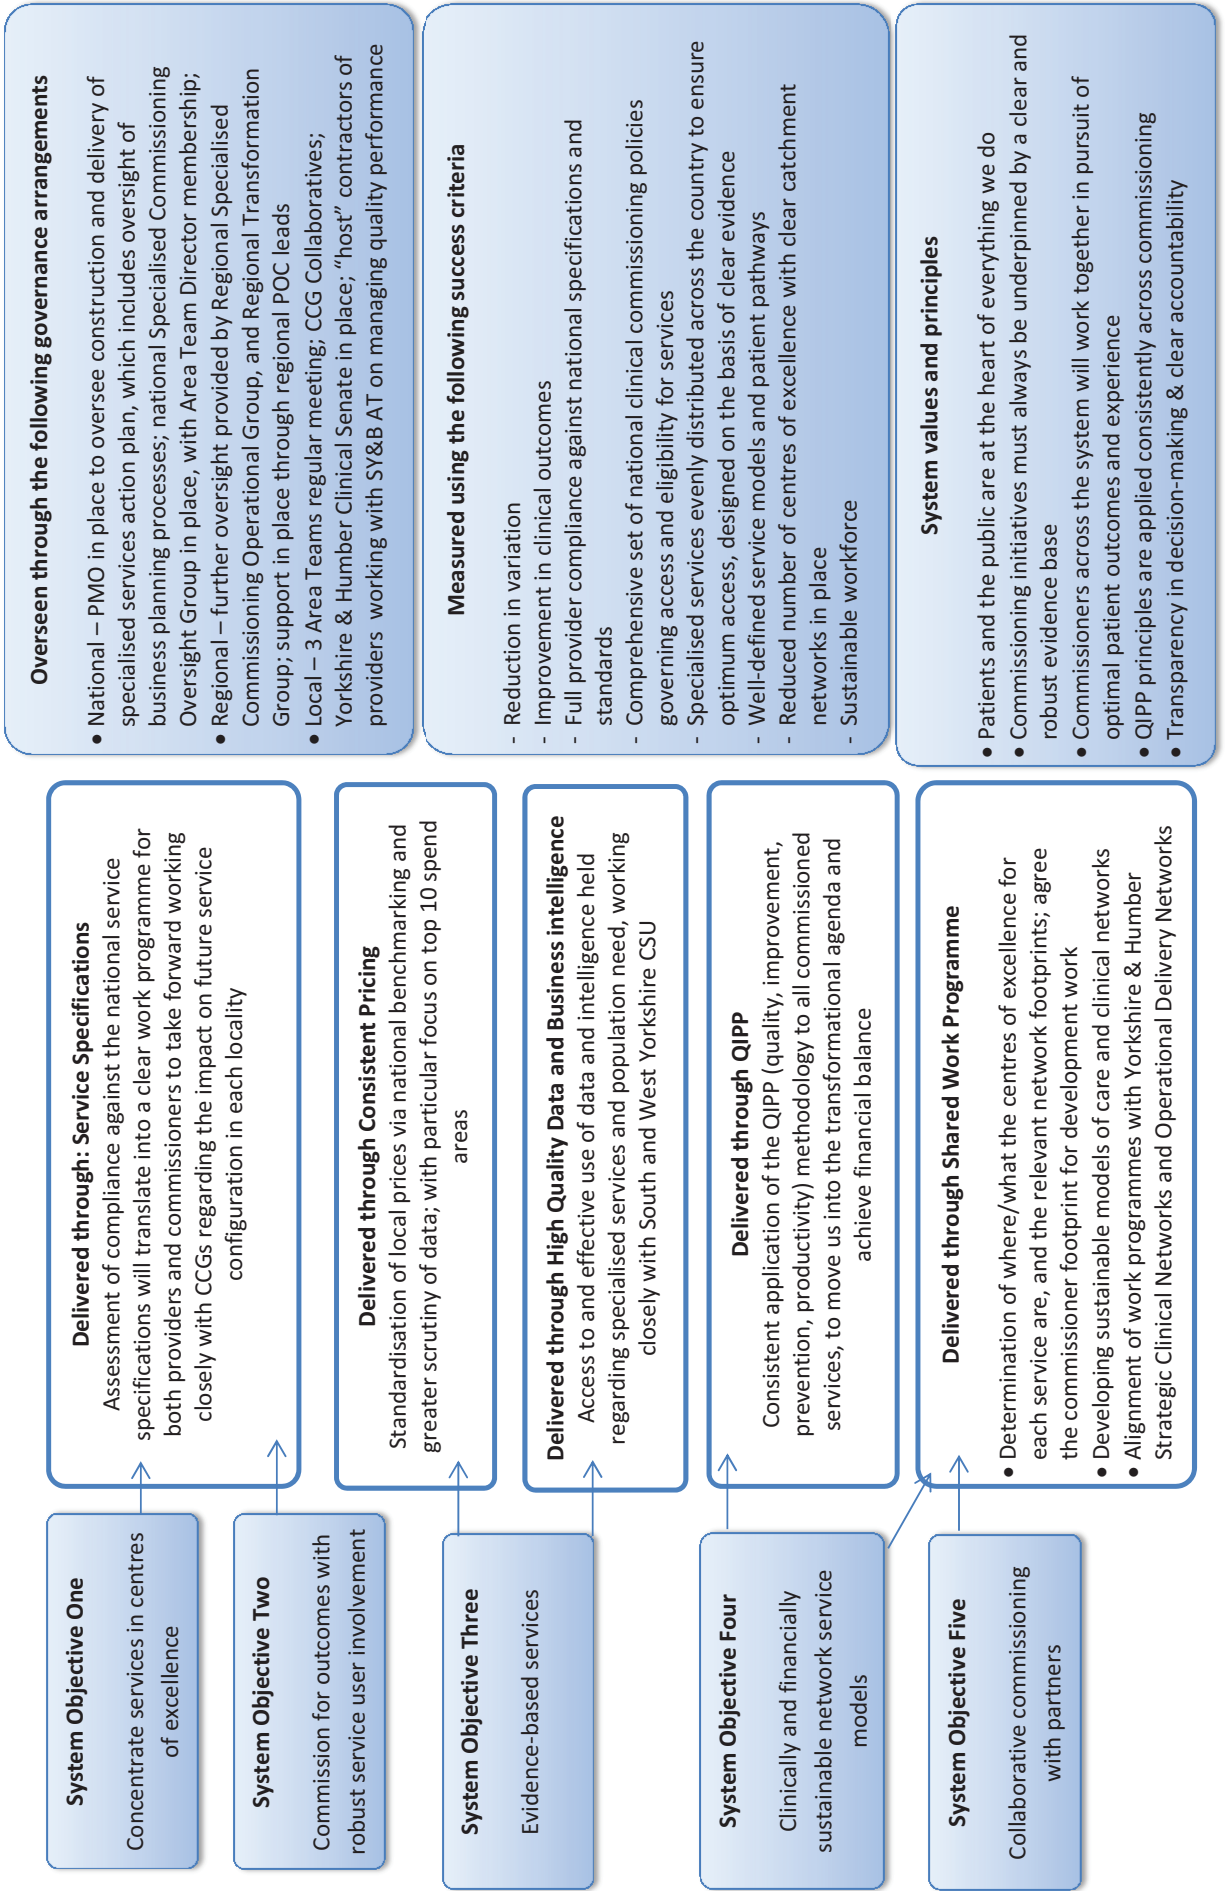 System Objective One
Concentrate services in centres
of excellence
System Objective Two
Commission for outcomes with
robust service user involvement
System Objective Three
Evidence-based services
System Objective Four
Clinically and financially
sustainable network service
models
System Objective Five
Collaborative commissioning
with partners
Delivered through: Service Specifications
Assessment of compliance against the national service
specifications will translate into a clear work programme for
both providers and commissioners to take forward working
closely with CCGs regarding the impact on future service
configuration in each locality
Delivered through Consistent Pricing
Standardisation of local prices via national benchmarking and
greater scrutiny of data; with particular focus on top 10 spend
areas
Delivered through High Quality Data and Business intelligence
Access to and effective use of data and intelligence held
regarding specialised services and population need, working
closely with South and West Yorkshire CSU
Delivered through QIPP
Consistent application of the QIPP (quality, improvement,
prevention, productivity) methodology to all commissioned
services, to move us into the transformational agenda and
achieve financial balance
Delivered through Shared Work Programme
• Determination of where/what the centres of excellence for
each service are, and the relevant network footprints; agree
the commissioner footprint for development work
• Developing sustainable models of care and clinical networks
• Alignment of work programmes with Yorkshire & Humber
Strategic Clinical Networks and Operational Delivery Networks
Overseen through the following governance arrangements
• National – PMO in place to oversee construction and delivery of
specialised services action plan, which includes oversight of
business planning processes; national Specialised Commissioning
Oversight Group in place, with Area Team Director membership;
• Regional – further oversight provided by Regional Specialised
Commissioning Operational Group, and Regional Transformation
Group; support in place through regional POC leads
• Local – 3 Area Teams regular meeting; CCG Collaboratives;
Yorkshire & Humber Clinical Senate in place; “host” contractors of
providers working with SY&B AT on managing quality performance
Measured using the following success criteria
- Reduction in variation
- Improvement in clinical outcomes
- Full provider compliance against national specifications and
standards
- Comprehensive set of national clinical commissioning policies
governing access and eligibility for services
- Specialised services evenly distributed across the country to ensure
optimum access, designed on the basis of clear evidence
- Well-defined service models and patient pathways
- Reduced number of centres of excellence with clear catchment
networks in place
- Sustainable workforce
System values and principles
• Patients and the public are at the heart of everything we do
• Commissioning initiatives must always be underpinned by a clear and
robust evidence base
• Commissioners across the system will work together in pursuit of
optimal patient outcomes and experience
• QIPP principles are applied consistently across commissioning
• Transparency in decision-making & clear accountability